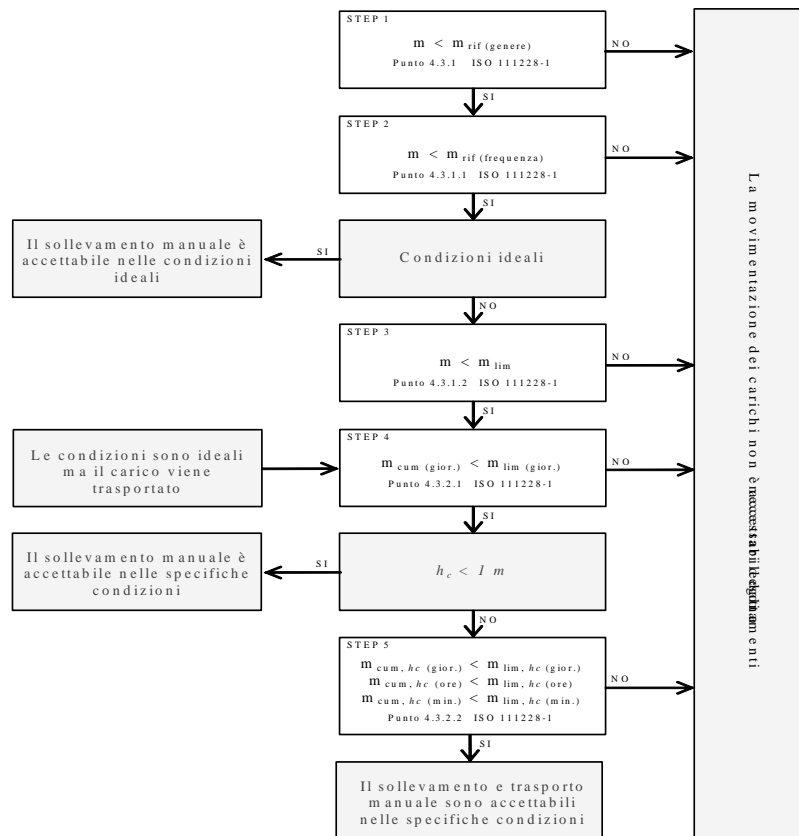 STEP 1
m < m rif (genere)
Punto 4.3.1 ISO 111228-1
NO
SI
STEP 2
m < m rif (frequenza)
Punto 4.3.1.1 ISO 111228-1
NO
SI
Il sollevamento manuale è
accettabile nelle condizioni
ideali
SI
Condizioni ideali
NO
STEP 3
m < m lim
Punto 4.3.1.2 ISO 111228-1
NO
SI
Le condizioni sono ideali
ma il carico viene
trasportato
STEP 4
m cum (gior.) < m lim (gior.)
Punto 4.3.2.1 ISO 111228-1
NO
SI
Il sollevamento manuale è
accettabile nelle specifiche
condizioni
SI
h c < 1 m
NO
STEP 5
m cum, hc (gior.) < m lim, hc (gior.)
m cum, hc (ore) < m lim, hc (ore)
m cum, hc (min.) < m lim, hc (min.)
Punto 4.3.2.2 ISO 111228-1
NO
SI
Il sollevamento e trasporto
manuale sono accettabili
nelle specifiche condizioni
La movimentazione dei carichi non è